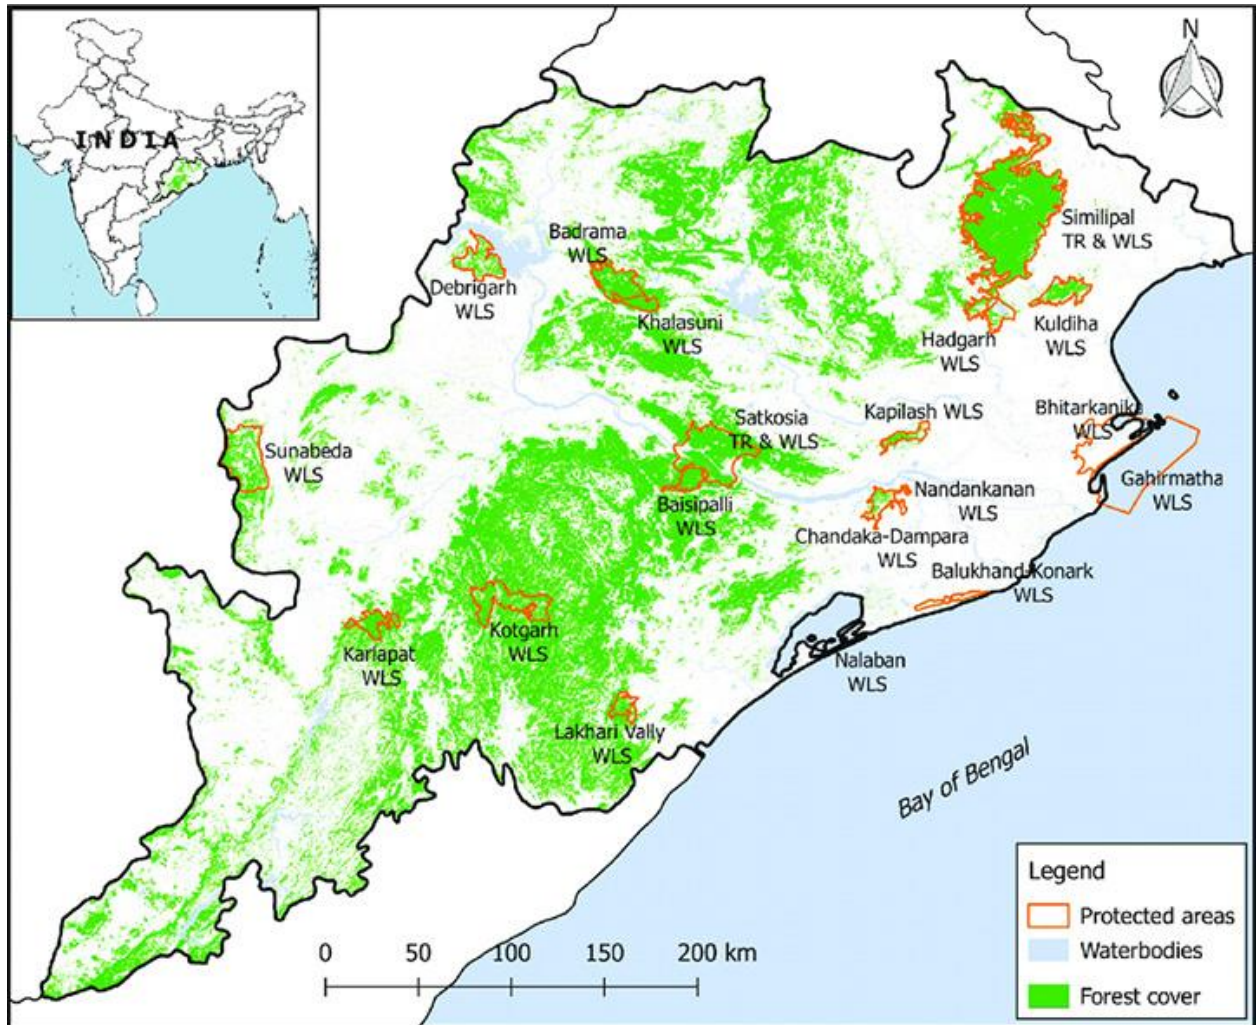 INDIA
N
Similipal
TR & WLS
Badrama
WLS
Debrigarh
WLS
Khalasuni
WLS
Hadgarh
WLS
Kuldiha
WLS
Satkosia
TR & WLS
Kapilash WLS
Bhitarkanika
WLS
Sunabeda
WLS
Baisipalli
WLS
Nandankanan
WLS
Gahirmatha
WLS
Chandaka-Dampara
WLS
Balukhand-Konark
WLS
Karlapat
WLS
Kotgarh
WLS
Nalaban
WLS
Lakhari Vally
WLS
Bay of Bengal
0 50 100 150 200 km
Legend
Protected areas
Waterbodies
Forest cover